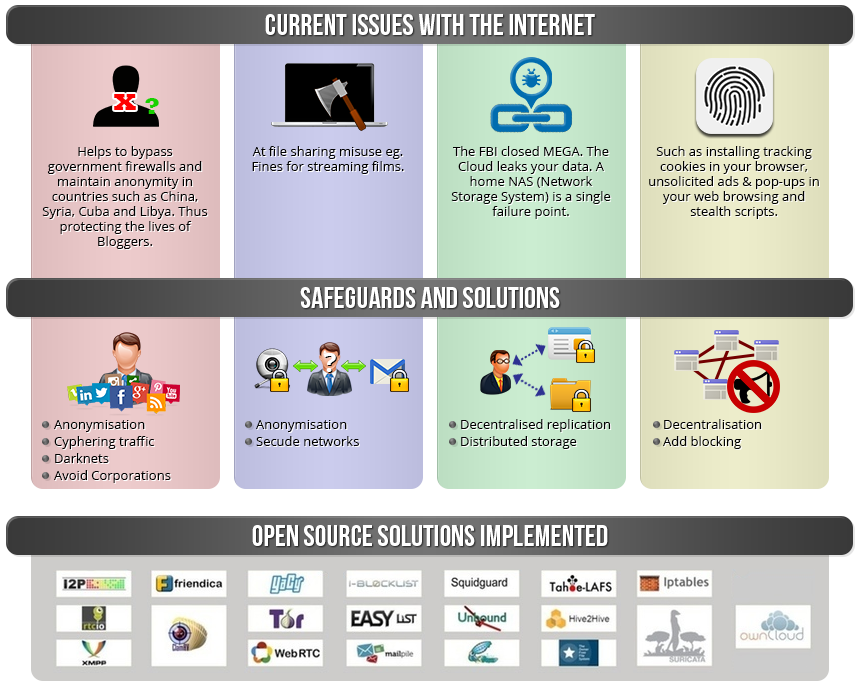 CURRENT ISSUES WITH THE INTERNET
X ?
Helps to bypass
government firewalls and
maintain anonymity in
countries such as China,
Syria, Cuba and Libya. Thus
protecting the lives of
Bloggers.
At file sharing misuse eg.
Fines for streaming films.
The FBI closed MEGA. The
Cloud leaks your data. A
home NAS (Network
Storage System) is a single
failure point.
Such as installing tracking
cookies in your browser,
unsolicited ads & pop-ups in
your web browsing and
stealth scripts.
SAFEGUARDS AND SOLUTIONS
in
f
g+
You
?
Anonymisation
Cyphering traffic
Darknets
Avoid Corporations
Anonymisation
Secude networks
Decentralised replication
Distributed storage
Decentralisation
Add blocking
OPEN SOURCE SOLUTIONS IMPLEMENTED
I2P
friendica
YaCy
i-BLOCKLIST
Squidguard
Tahoe-LAFS
Iptables
rtcio
Tor
EASY LIST
Unbound
Hive2Hive
SURICATA
ownCloud
XMPP
WebRTC
mailpile